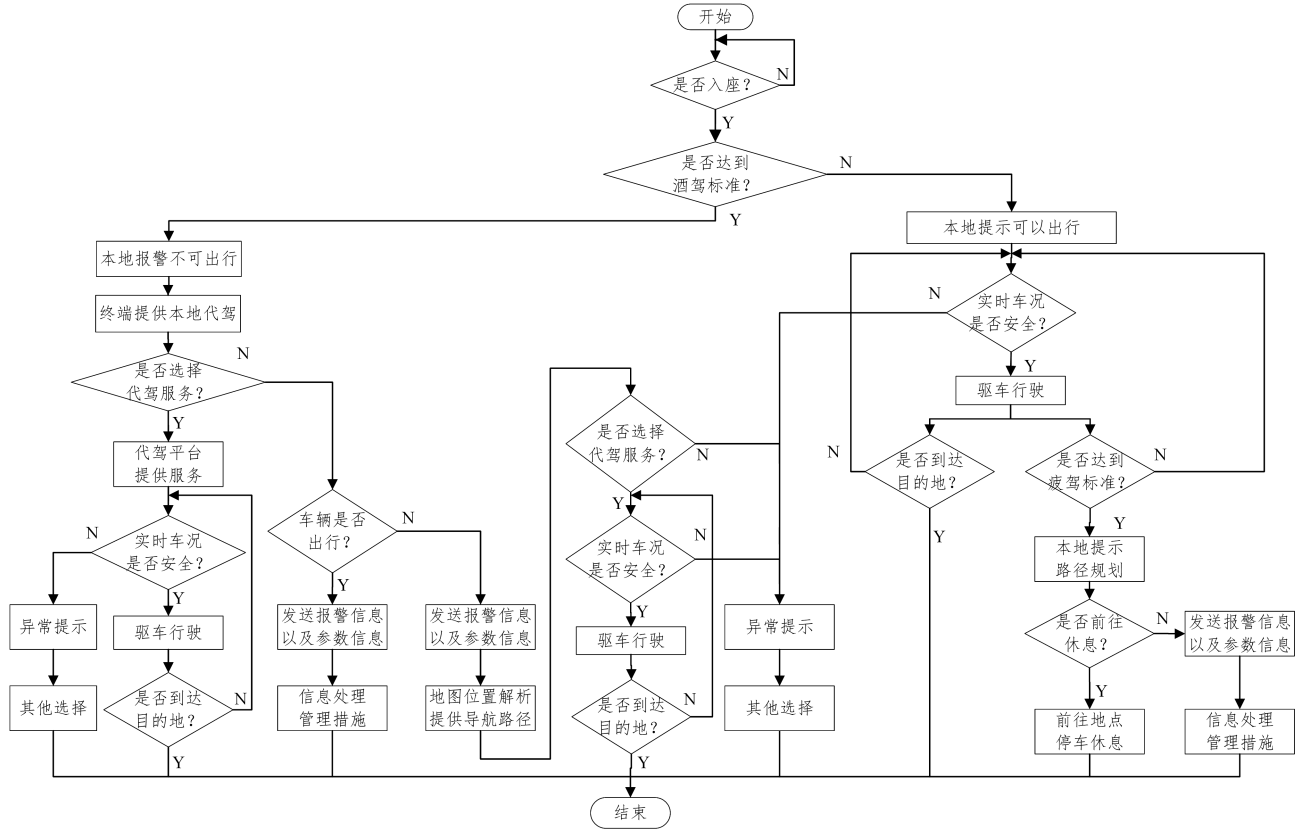 开始
N
是否入座？
Y
是否达到
酒驾标准？
N
Y
本地提示可以出行
本地报警不可出行
终端提供本地代驾
N
实时车况
是否安全？
Y
驱车行驶
是否选择
代驾服务？
N
Y
代驾平台
提供服务
是否选择
代驾服务？
N
Y
是否到达
目的地？
N
Y
是否达到
疲驾标准？
N
Y
实时车况
是否安全？
N
Y
车辆是否
出行？
N
Y
实时车况
是否安全？
N
Y
本地提示
路径规划
异常提示
驱车行驶
发送报警信息
以及参数信息
发送报警信息
以及参数信息
驱车行驶
异常提示
是否前往
休息？
N
Y
发送报警信息
以及参数信息
其他选择
是否到达
目的地？
N
Y
信息处理
管理措施
地图位置解析
提供导航路径
是否到达
目的地？
N
Y
其他选择
前往地点
停车休息
信息处理
管理措施
结束